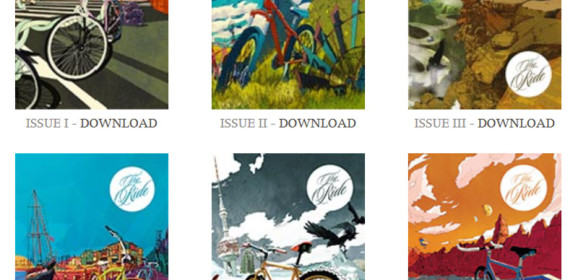 The
Ride
ISSUE I - DOWNLOAD
ISSUE II - DOWNLOAD
ISSUE III - DOWNLOAD
The
Ride
The
Ride
The
Ride